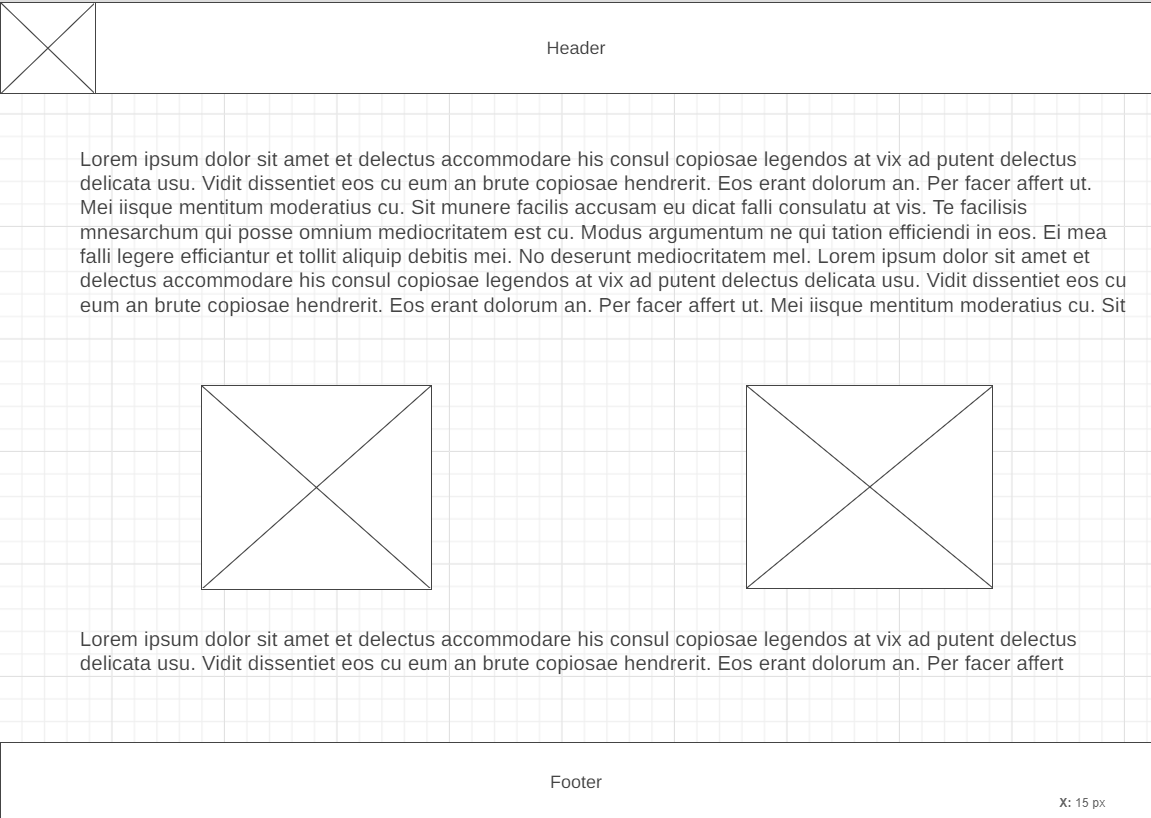 Header
Lorem ipsum dolor sit amet et delectus accommodare his consul copiosae legendos at vix ad putent delectus
delicata usu. Vidit dissentiet eos cu eum an brute copiosae hendrerit. Eos erant dolorum an. Per facer affert ut.
Mei iisque mentitum moderatius cu. Sit munere facilis accusam eu dicat falli consulatu at vis. Te facilisis
mnesarchum qui posse omnium mediocritatem est cu. Modus argumentum ne qui tation efficiendi in eos. Ei mea
falli legere efficiantur et tollit aliquip debitis mei. No deserunt mediocritatem mel. Lorem ipsum dolor sit amet et
delectus accommodare his consul copiosae legendos at vix ad putent delectus delicata usu. Vidit dissentiet eos cu
eum an brute copiosae hendrerit. Eos erant dolorum an. Per facer affert ut. Mei iisque mentitum moderatius cu. Sit
Lorem ipsum dolor sit amet et delectus accommodare his consul copiosae legendos at vix ad putent delectus
delicata usu. Vidit dissentiet eos cu eum an brute copiosae hendrerit. Eos erant dolorum an. Per facer affert
Footer
X: 15 px